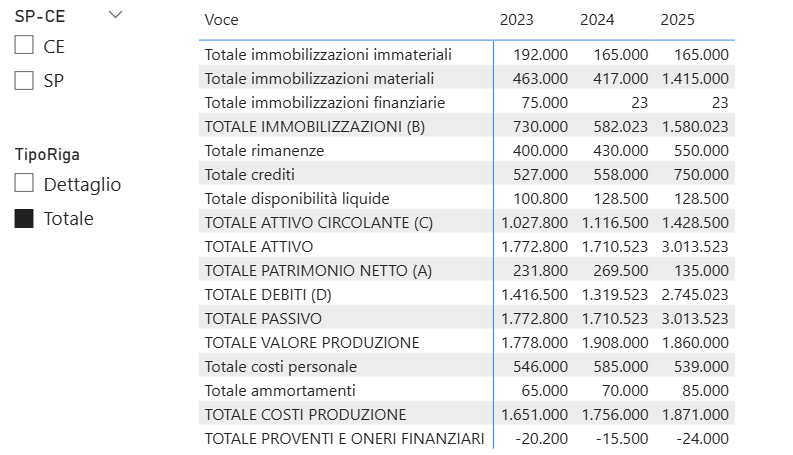 SP-CE
CE
SP
TipoRiga
Dettaglio
Totale
Voce 2023 2024 2025
Totale immobilizzazioni immateriali 192.000 165.000 165.000
Totale immobilizzazioni materiali 463.000 417.000 1.415.000
Totale immobilizzazioni finanziarie 75.000 23 23
TOTALE IMMOBILIZZAZIONI (B) 730.000 582.023 1.580.023
Totale rimanenze 400.000 430.000 550.000
Totale crediti 527.000 558.000 750.000
Totale disponibilità liquide 100.800 128.500 128.500
TOTALE ATTIVO CIRCOLANTE (C) 1.027.800 1.116.500 1.428.500
TOTALE ATTIVO 1.772.800 1.710.523 3.013.523
TOTALE PATRIMONIO NETTO (A) 231.800 269.500 135.000
TOTALE DEBITI (D) 1.416.500 1.319.523 2.745.023
TOTALE PASSIVO 1.772.800 1.710.523 3.013.523
TOTALE VALORE PRODUZIONE 1.778.000 1.908.000 1.860.000
Totale costi personale 546.000 585.000 539.000
Totale ammortamenti 65.000 70.000 85.000
TOTALE COSTI PRODUZIONE 1.651.000 1.756.000 1.871.000
TOTALE PROVENTI E ONERI FINANZIARI -20.200 -15.500 -24.000